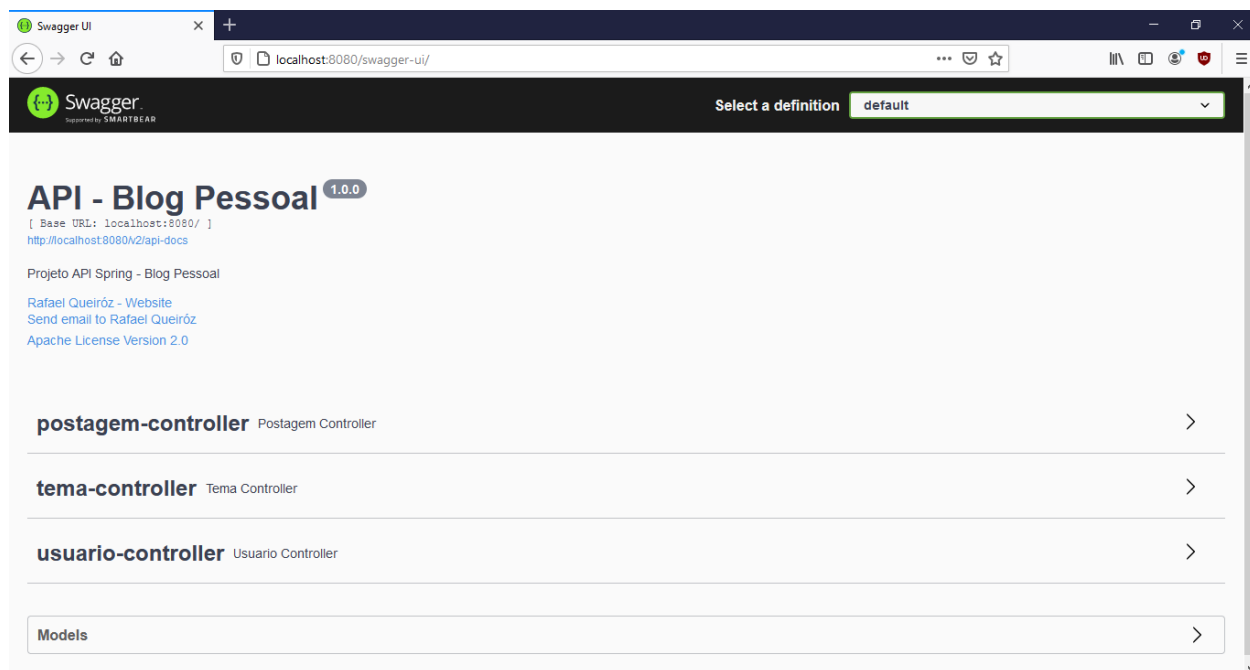 Swagger UI
localhost:8080/swagger-ui/
Swagger.
Supported by SMARTBEAR
Select a definition
default
API - Blog Pessoal 1.0.0
[ Base URL: localhost:8080/ ]
http://localhost:8080/v2/api-docs
Projeto API Spring - Blog Pessoal
Rafael Queiróz - Website
Send email to Rafael Queiróz
Apache License Version 2.0
postagem-controller Postagem Controller
tema-controller Tema Controller
usuario-controller Usuario Controller
Models